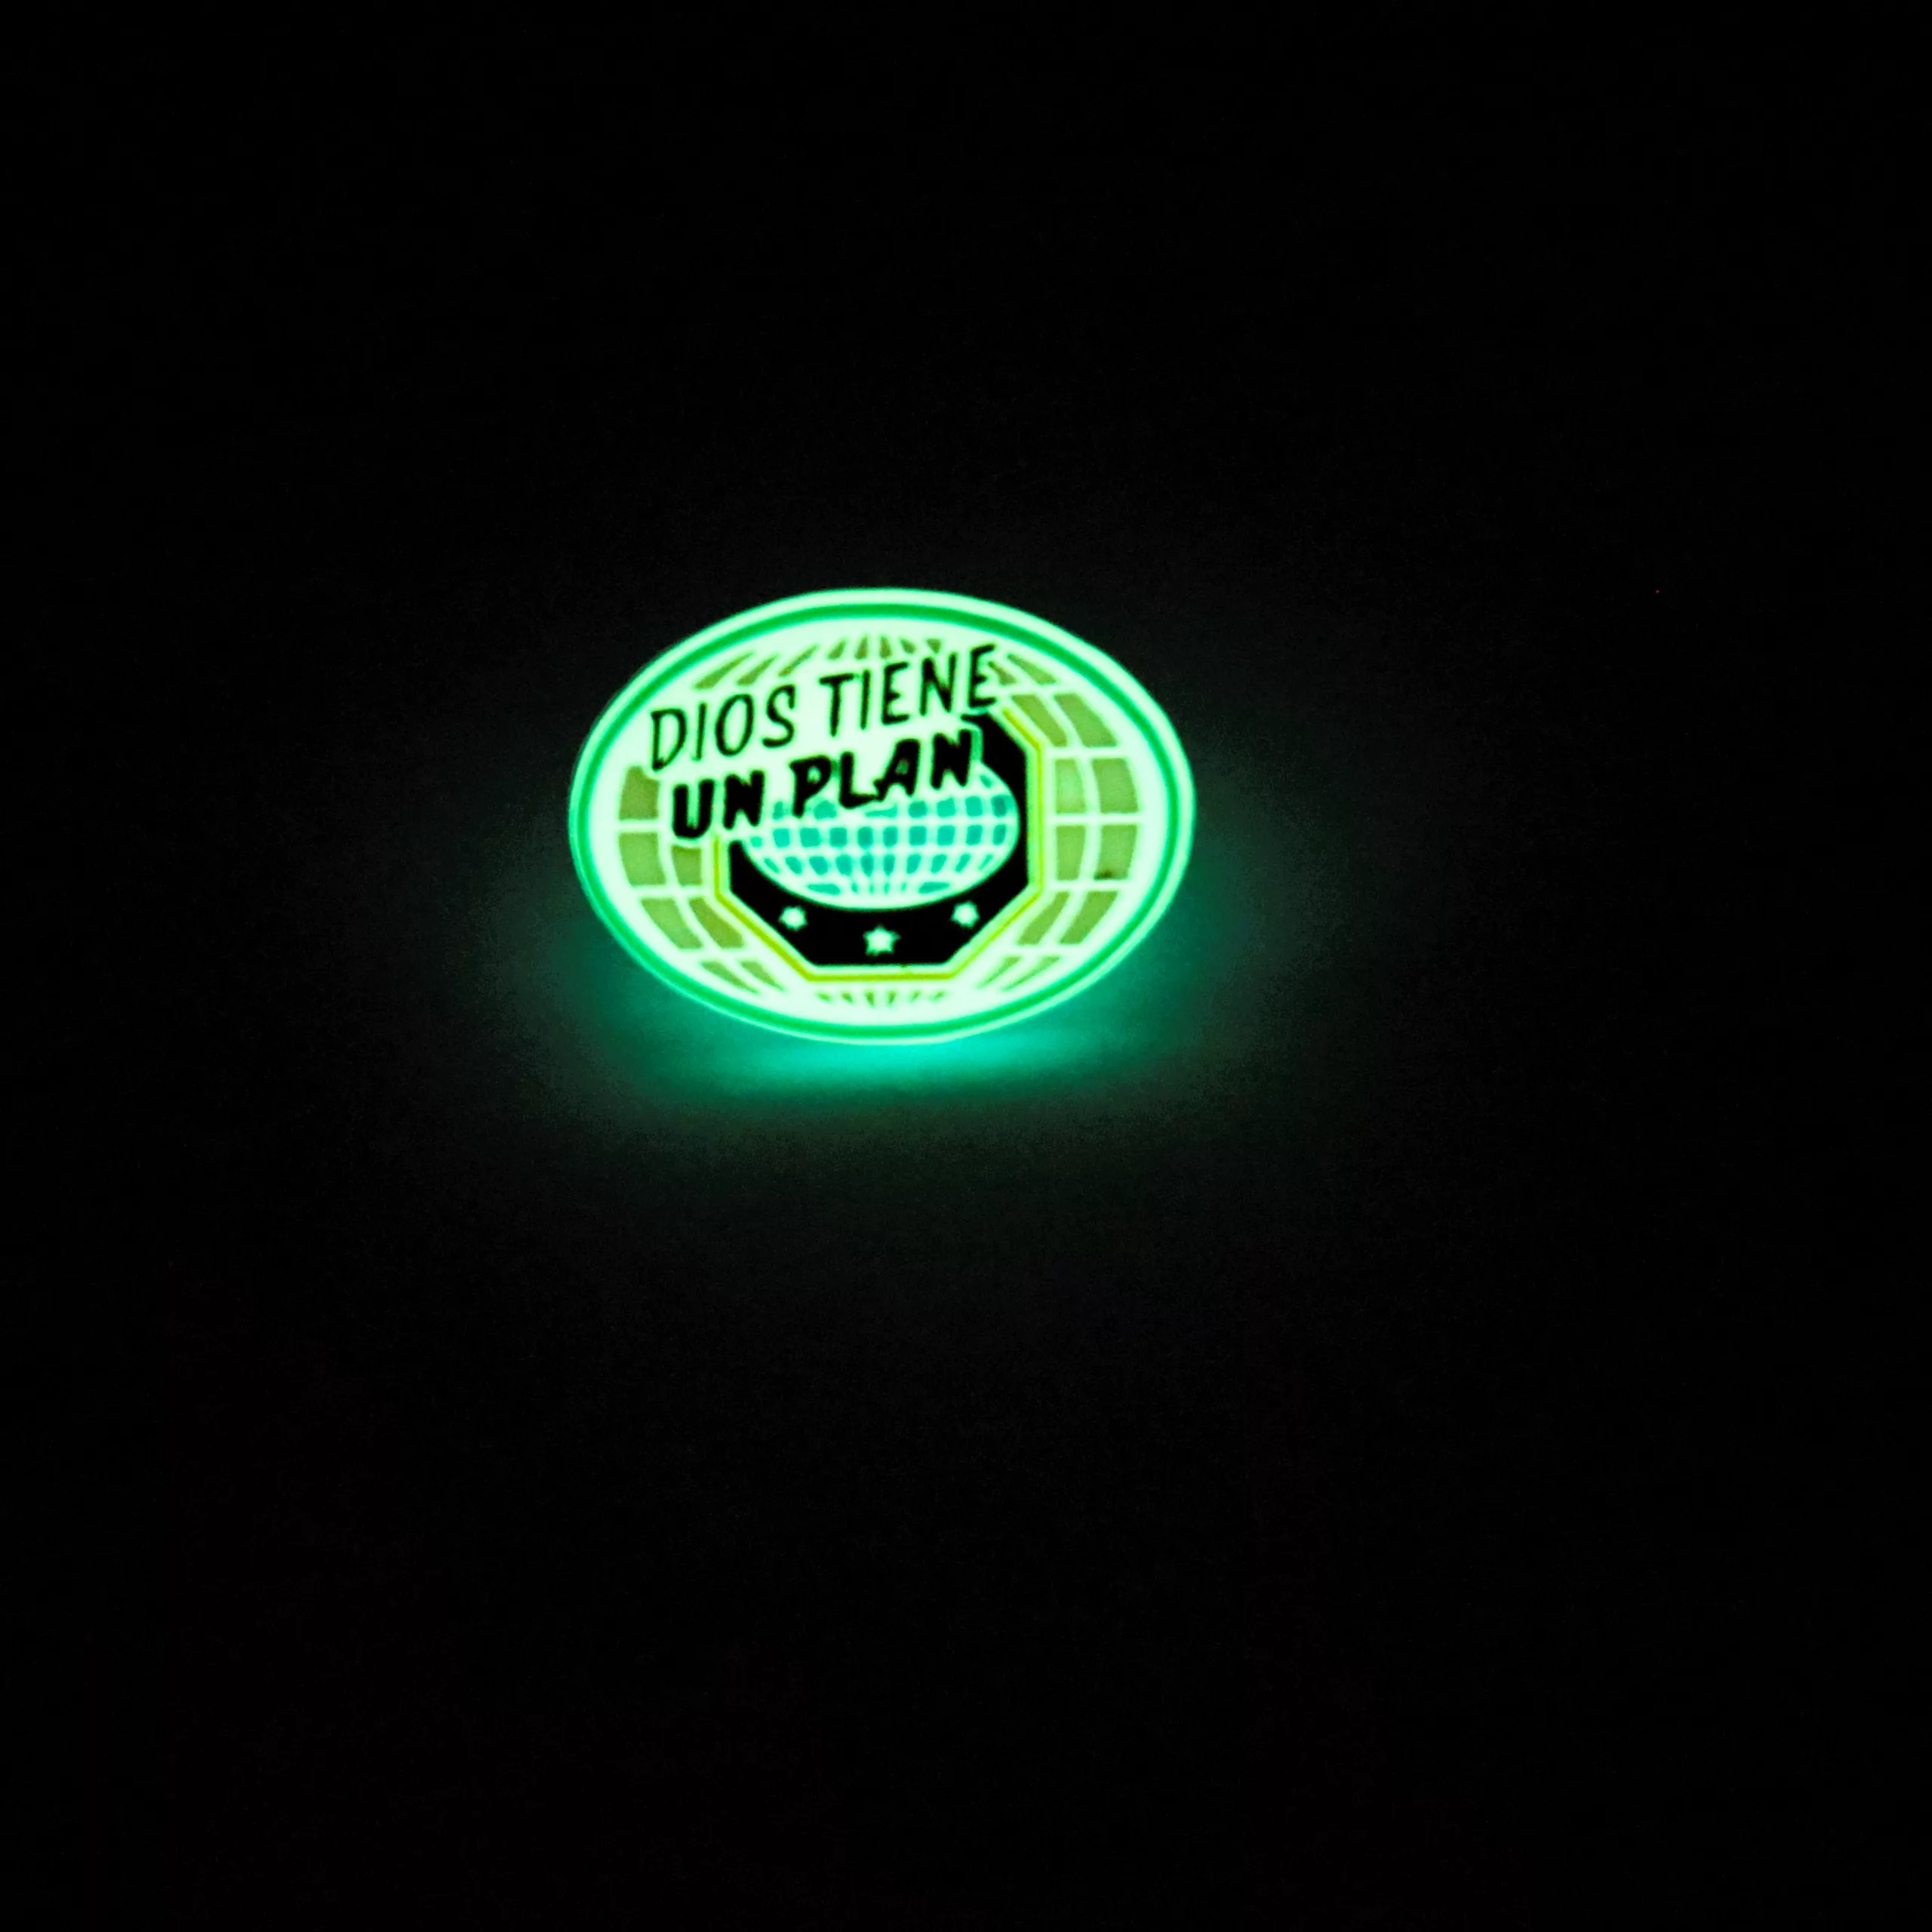 DIOS TIENE
UN PLAN